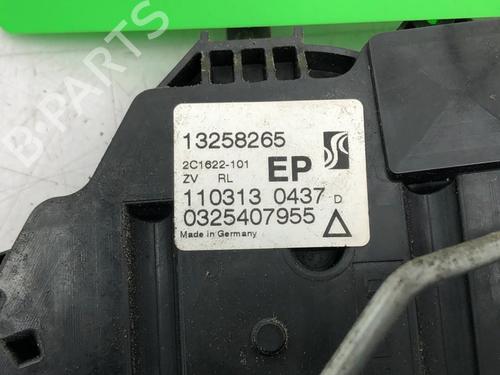 13258265
2C1622-101
ZV RL EP
110313 0437 D
0325407955
Made in Germany
B-PARTS